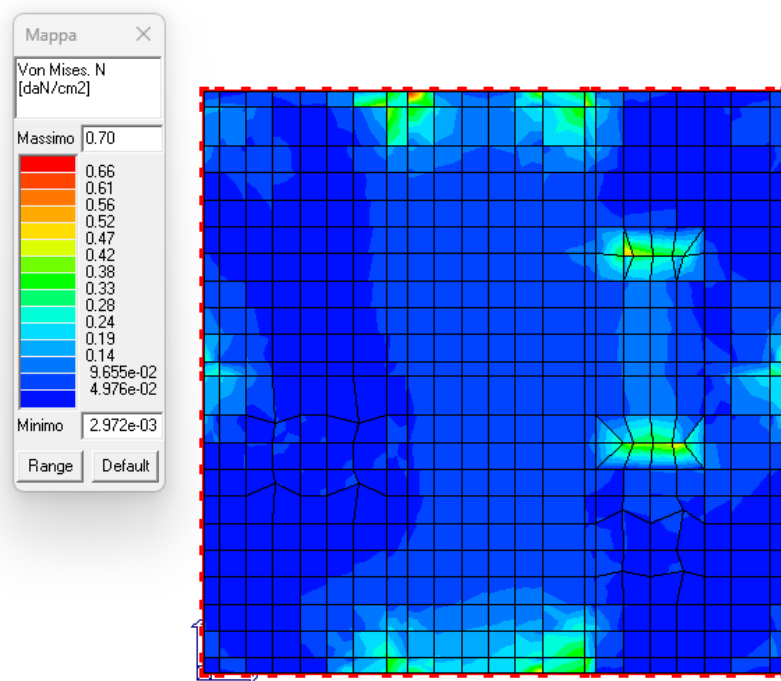 Mappa
Von Mises. N
[daN/cm2]
Massimo 0.70
0.66
0.61
0.56
0.52
0.47
0.42
0.38
0.33
0.28
0.24
0.19
0.14
9.655e-02
4.976e-02
Minimo 2.972e-03
Range Default